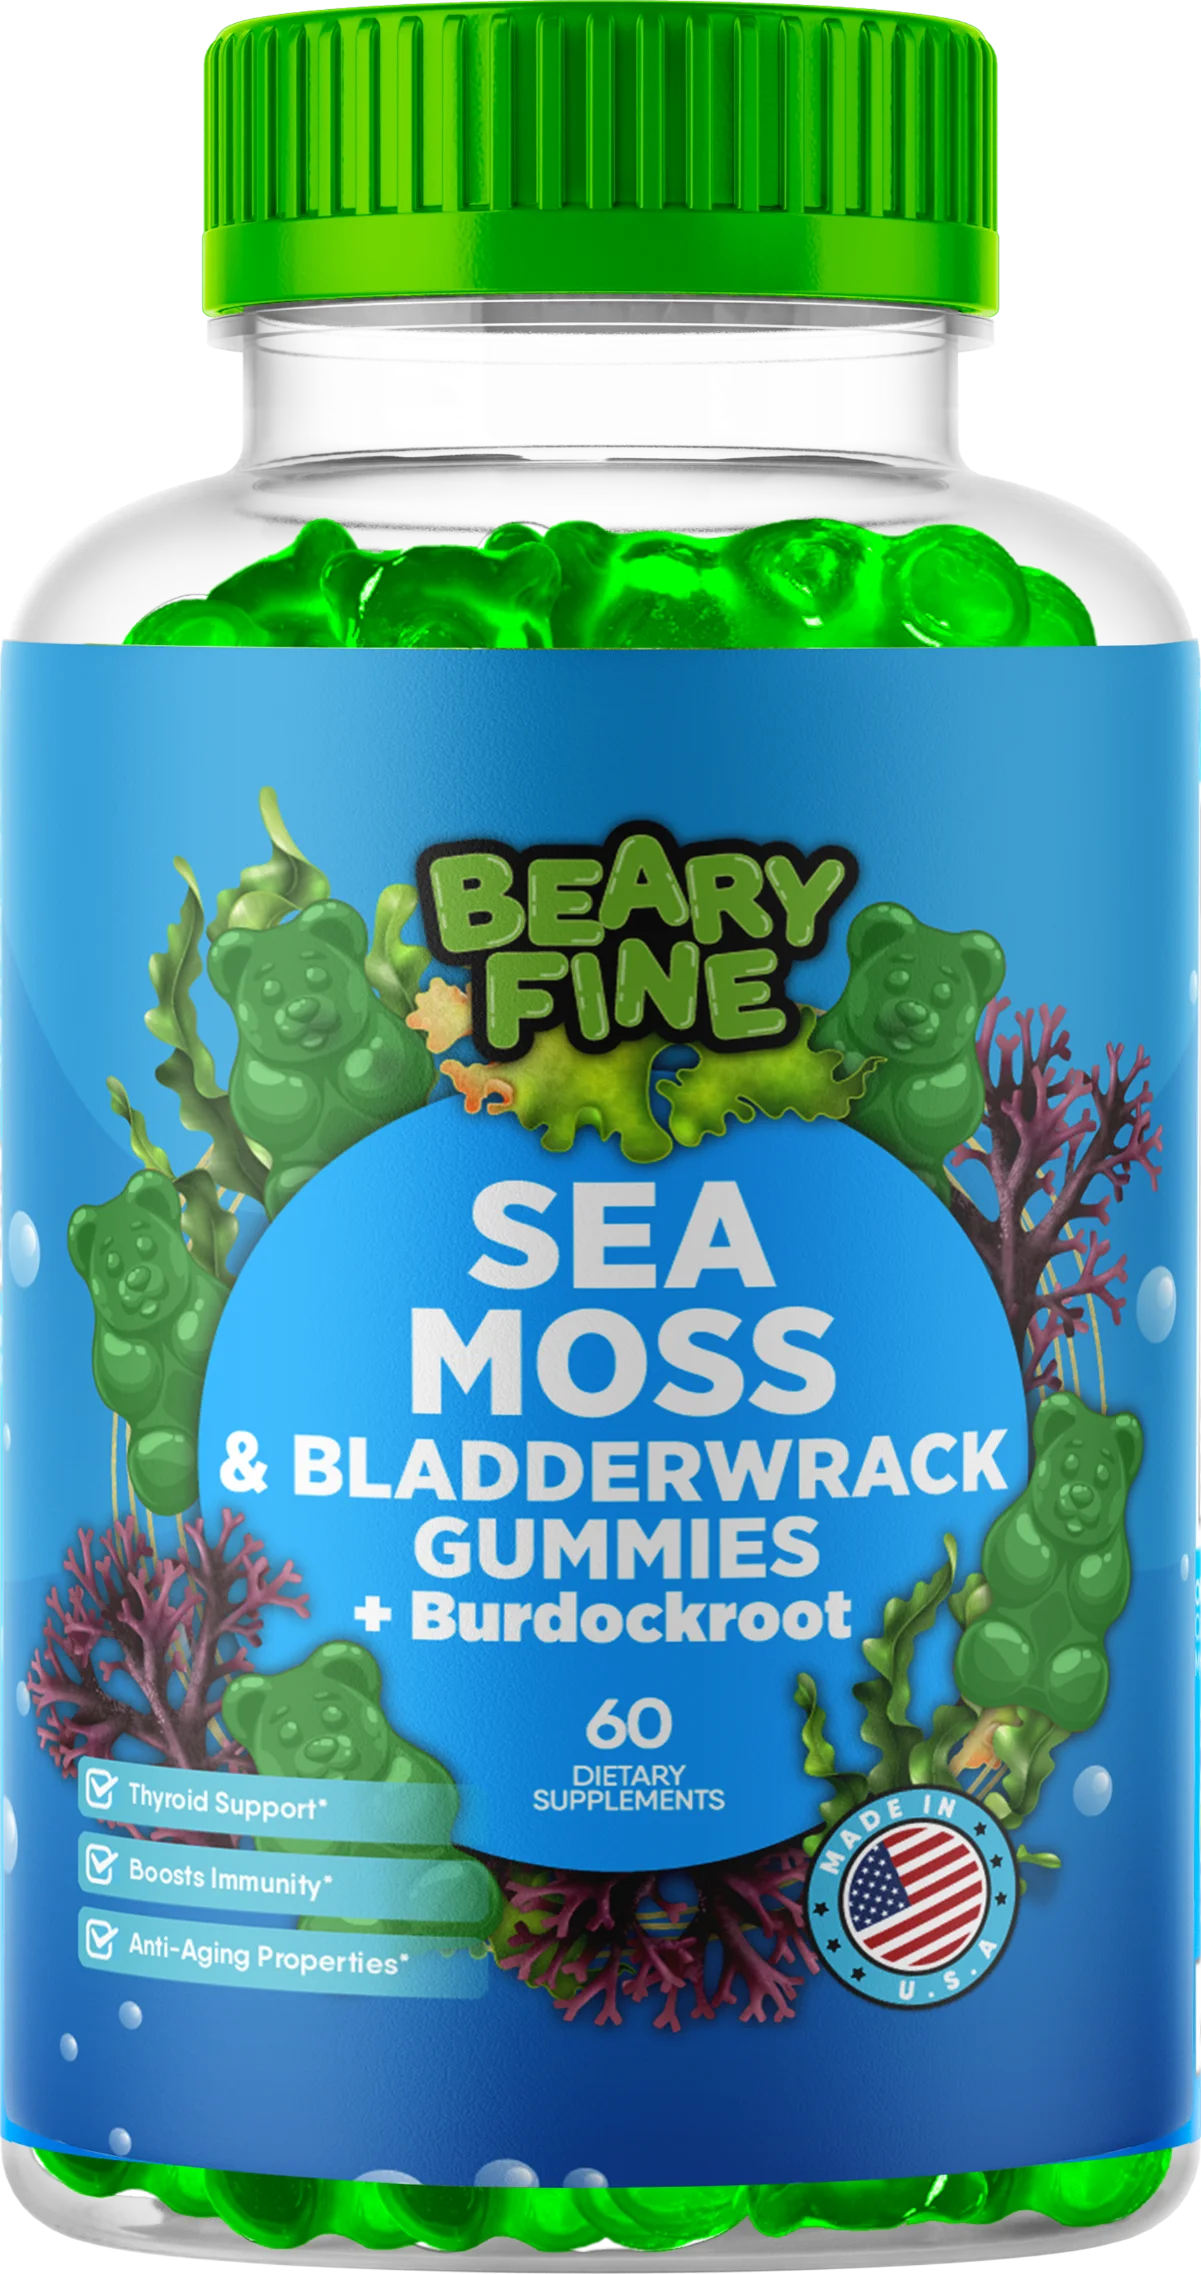 BEARY
FINE
SEA
MOSS
& BLADDERWRACK
GUMMIES
+ Burdockroot
60
DIETARY
SUPPLEMENTS
Thyroid Support*
Boosts Immunity*
Anti-Aging Properties*
MADE IN
U.S.A